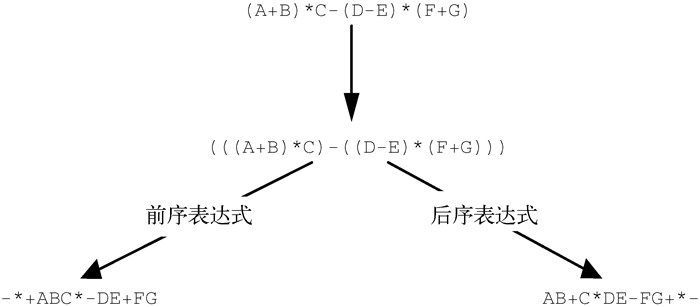 (A+B)*C-(D-E)*(F+G)
(((A+B)*C)-((D-E)*(F+G)))
前序表达式
后序表达式
-*+ABC*-DE+FG
AB+C*DE-FG+*-